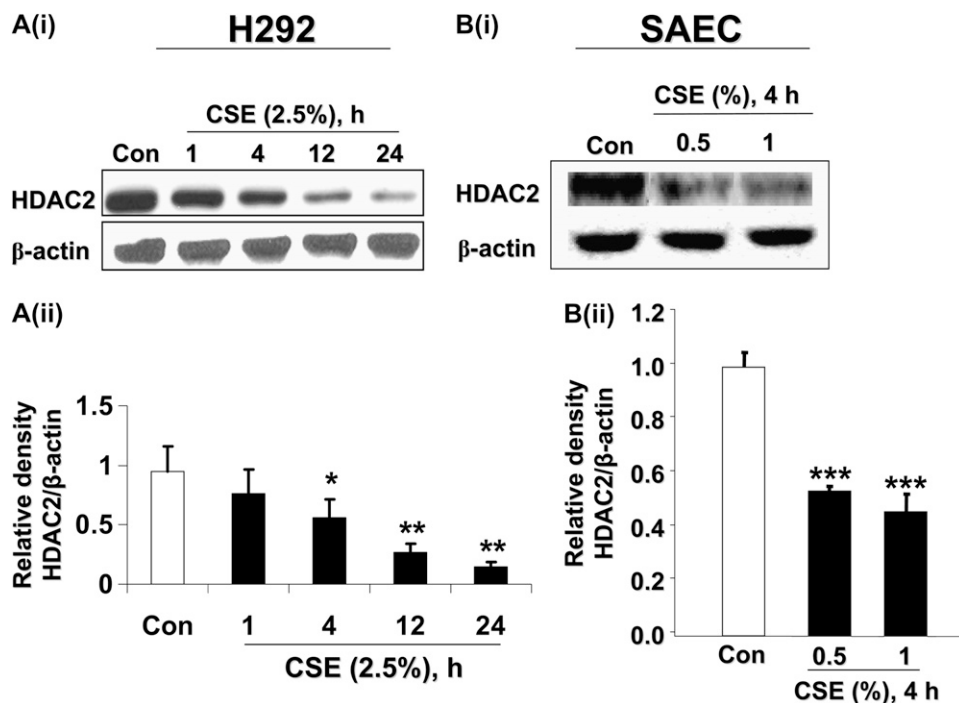 A(i) H292
CSE (2.5%), h
Con 1 4 12 24
HDAC2
β-actin
B(i) SAEC
CSE (%), 4 h
Con 0.5 1
HDAC2
β-actin
A(ii)
Relative density
HDAC2/β-actin
1.5
1
0.5
0
*
**
**
Con 1 4 12 24
CSE (2.5%), h
B(ii)
Relative density
HDAC2/β-actin
1.2
1.0
0.8
0.6
0.4
0.2
0.0
***
***
Con 0.5 1
CSE (%), 4 h